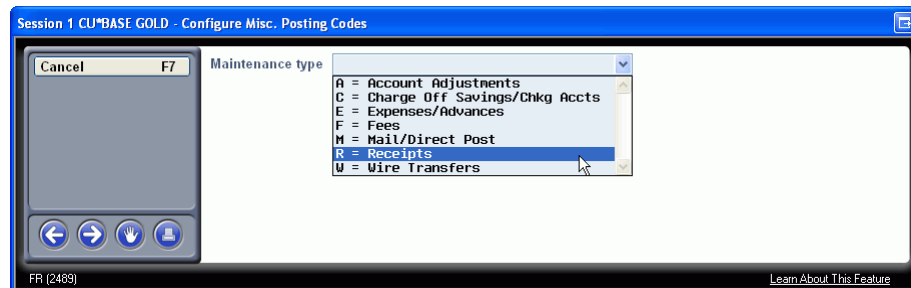 Session 1 CU*BASE GOLD - Configure Misc. Posting Codes
Cancel F7
Maintenance type
A = Account Adjustments
C = Charge Off Savings/Chkg Accts
E = Expenses/Advances
F = Fees
M = Mail/Direct Post
R = Receipts
W = Wire Transfers
FR (2489)
Learn About This Feature